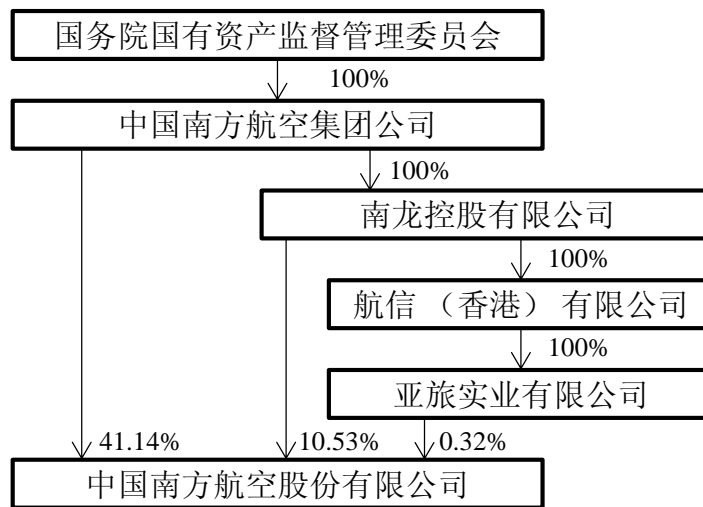 国务院国有资产监督管理委员会
100%
中国南方航空集团公司
100%
南龙控股有限公司
100%
航信 （香港） 有限公司
100%
亚旅实业有限公司
41.14% 10.53% 0.32%
中国南方航空股份有限公司